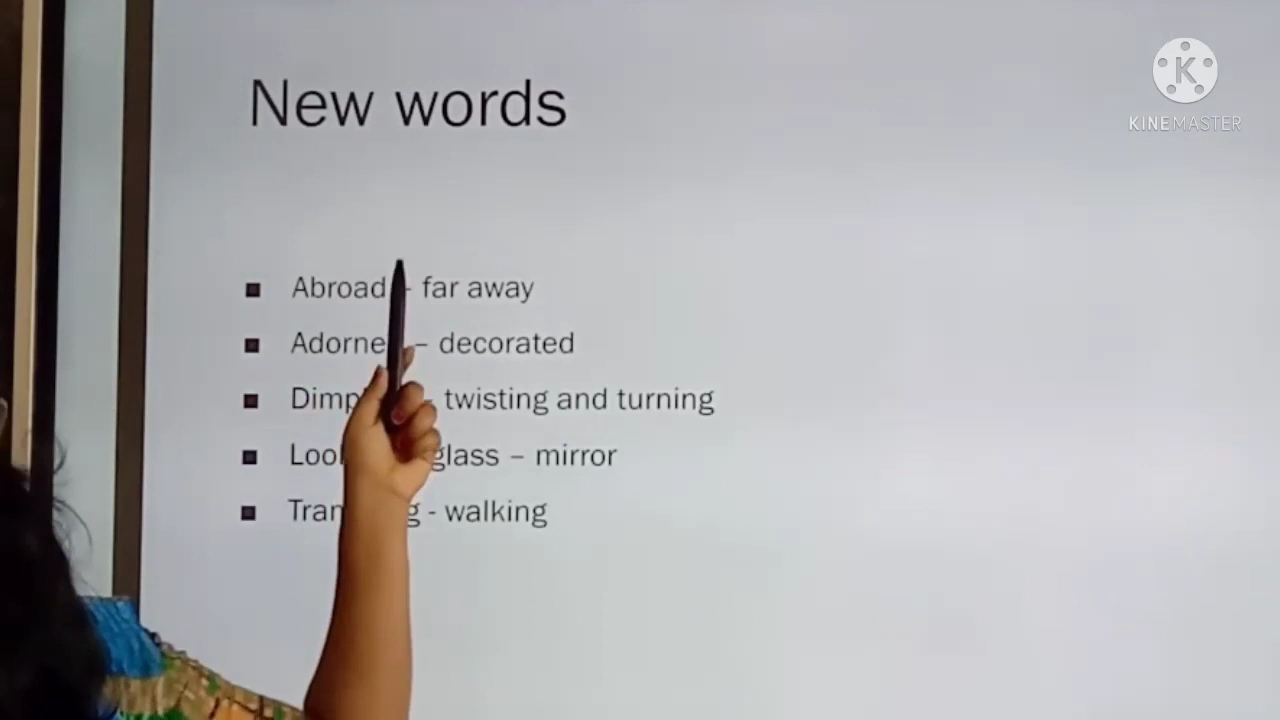 New words
KINEMASTER
Abroad - far away
– decorated
– twisting and turning
glass – mirror
- walking